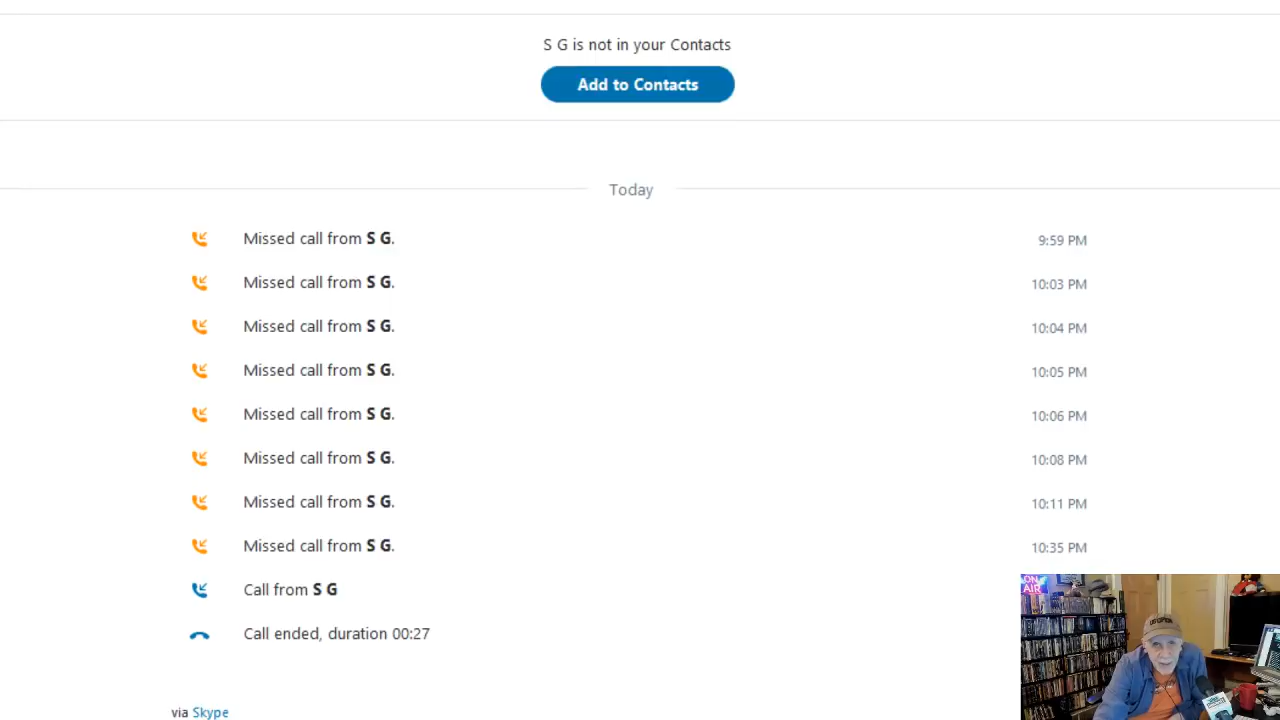 S G is not in your Contacts
Add to Contacts
Today
Missed call from S G. 9:59 PM
Missed call from S G. 10:03 PM
Missed call from S G. 10:04 PM
Missed call from S G. 10:05 PM
Missed call from S G. 10:06 PM
Missed call from S G. 10:08 PM
Missed call from S G. 10:11 PM
Missed call from S G. 10:35 PM
Call from S G
Call ended, duration 00:27
via Skype
ON
AIR